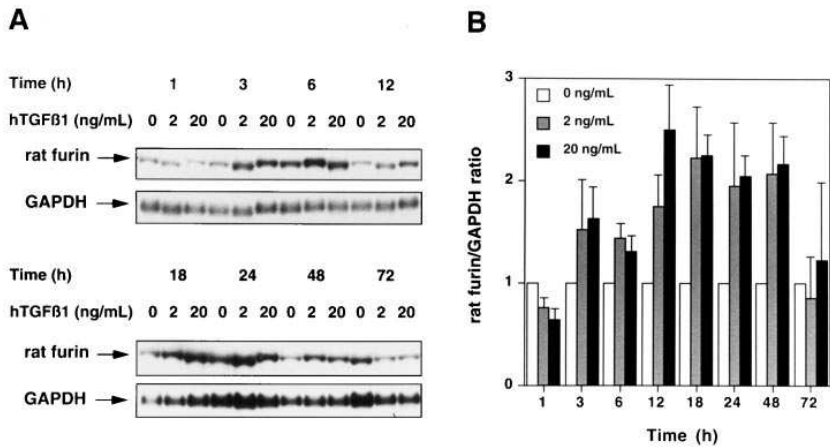 A
Time (h) 1 3 6 12
hTGFß1 (ng/mL) 0 2 20 0 2 20 0 2 20 0 2 20
rat furin
GAPDH
Time (h) 18 24 48 72
hTGFß1 (ng/mL) 0 2 20 0 2 20 0 2 20 0 2 20
rat furin
GAPDH
B
3
2
1
0
rat furin/GAPDH ratio
0 ng/mL
2 ng/mL
20 ng/mL
1 3 6 12 18 24 48 72
Time (h)